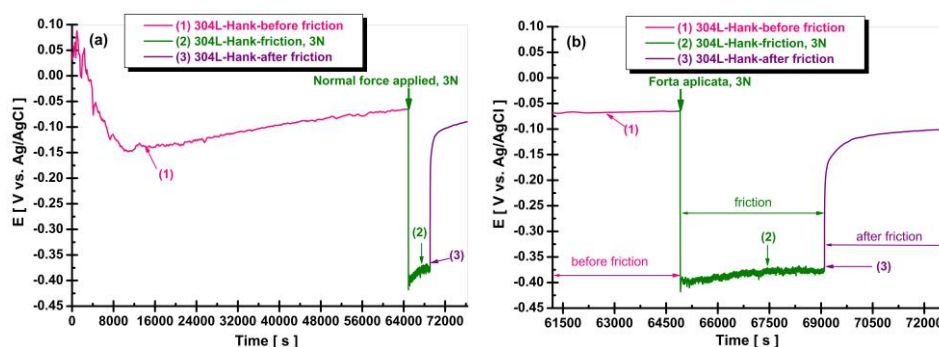 (a)
(1) 304L-Hank-before friction
(2) 304L-Hank-friction, 3N
(3) 304L-Hank-after friction
Normal force applied, 3N
(1)
(2)
(3)
E [ V vs. Ag/AgCl ]
0.10
0.05
0.00
-0.05
-0.10
-0.15
-0.20
-0.25
-0.30
-0.35
-0.40
-0.45
0 8000 16000 24000 32000 40000 48000 56000 64000 72000
Time [ s ]
(b)
(1) 304L-Hank-before friction
(2) 304L-Hank-friction, 3N
(3) 304L-Hank-after friction
Forta aplicata, 3N
(1)
friction
(2)
after friction
before friction
(3)
E [ V vs. Ag/AgCl ]
0.10
0.05
0.00
-0.05
-0.10
-0.15
-0.20
-0.25
-0.30
-0.35
-0.40
-0.45
61500 63000 64500 66000 67500 69000 70500 72000
Time [ s ]